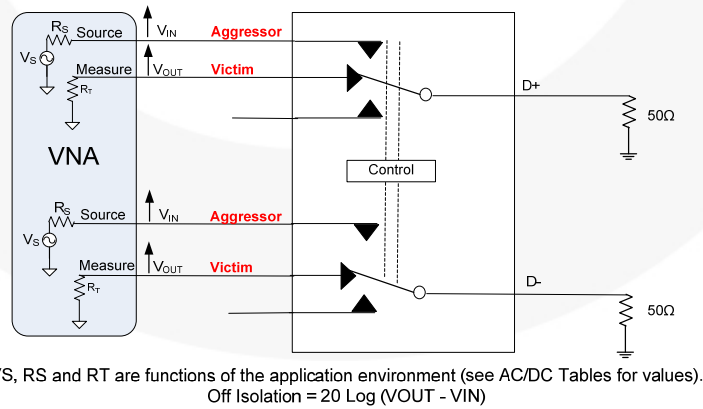 RS Source VIN Aggressor
VS
Measure VOUT Victim
RT
D+
50Ω
VNA
Control
RS Source VIN Aggressor
VS
Measure VOUT Victim
RT
D-
50Ω
VS, RS and RT are functions of the application environment (see AC/DC Tables for values).
Off Isolation = 20 Log (VOUT - VIN)